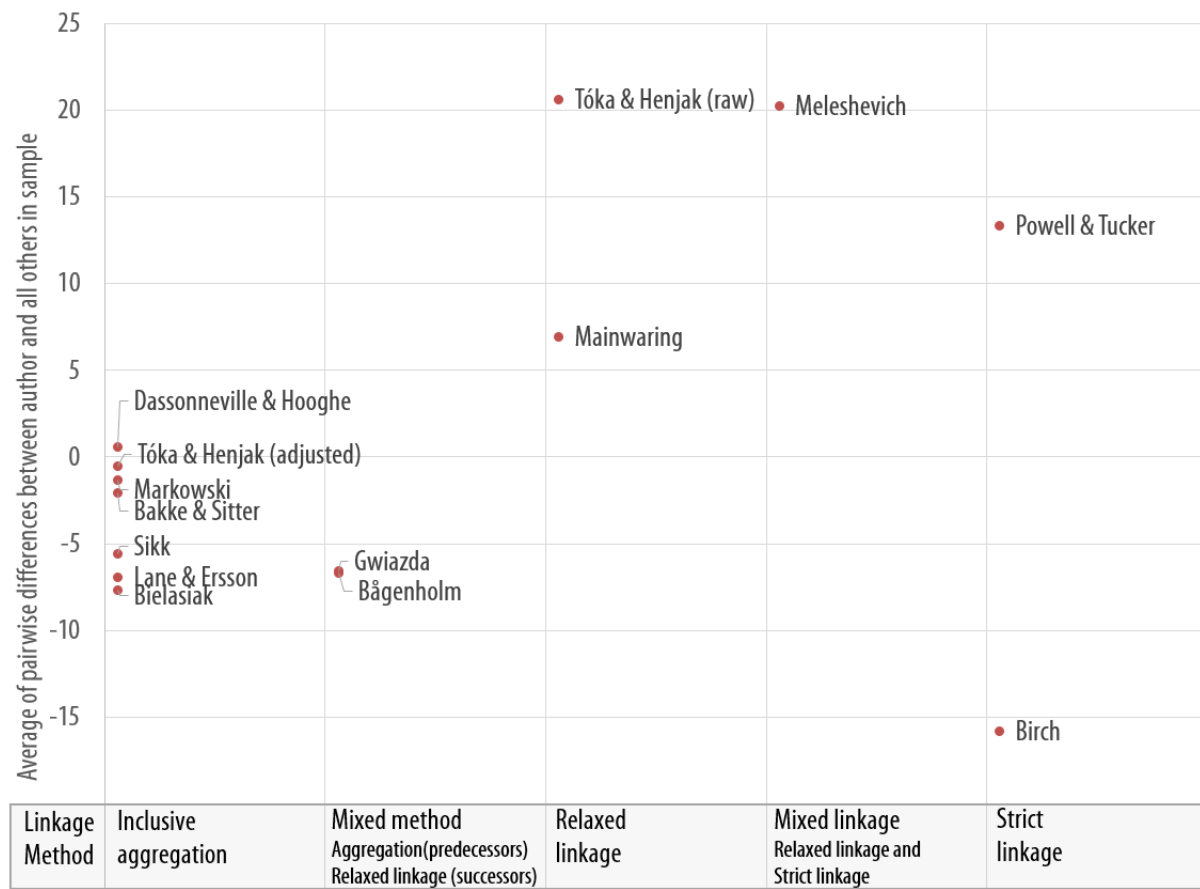 Average of pairwise differences between author and all others in sample
25
20
15
10
5
0
-5
-10
-15
Tóka & Henjak (raw)
Meleshevich
Powell & Tucker
Mainwaring
Dassonneville & Hooghe
Tóka & Henjak (adjusted)
Markowski
Bakke & Sitter
Sikk
Lane & Ersson
Bielasiak
Gwiazda
Bågenholm
Birch
Linkage
Method
Inclusive
aggregation
Mixed method
Aggregation(predecessors)
Relaxed linkage (successors)
Relaxed
linkage
Mixed linkage
Relaxed linkage and
Strict linkage
Strict
linkage